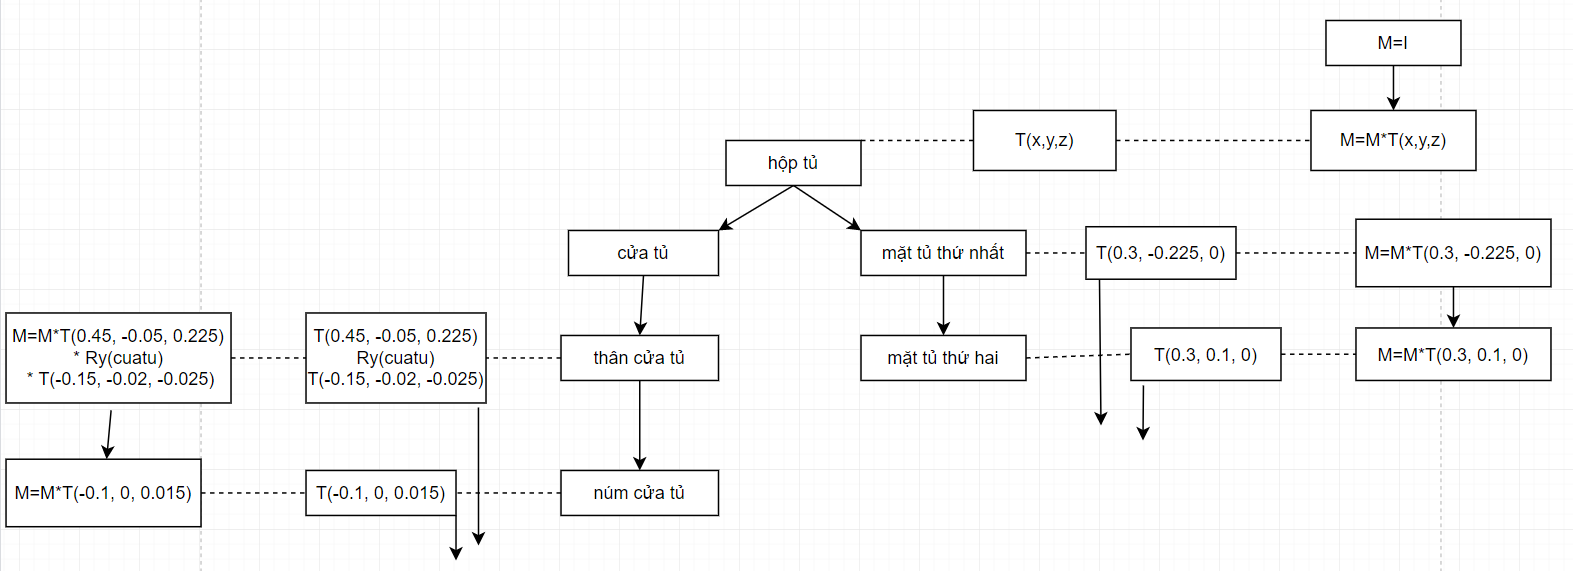 M=I
T(x,y,z)
M=M*T(x,y,z)
hộp tủ
cửa tủ
mặt tủ thứ nhất
T(0.3, -0.225, 0)
M=M*T(0.3, -0.225, 0)
M=M*T(0.45, -0.05, 0.225)
* Ry(cuatu)
* T(-0.15, -0.02, -0.025)
T(0.45, -0.05, 0.225)
Ry(cuatu)
T(-0.15, -0.02, -0.025)
thân cửa tủ
mặt tủ thứ hai
T(0.3, 0.1, 0)
M=M*T(0.3, 0.1, 0)
M=M*T(-0.1, 0, 0.015)
T(-0.1, 0, 0.015)
núm cửa tủ